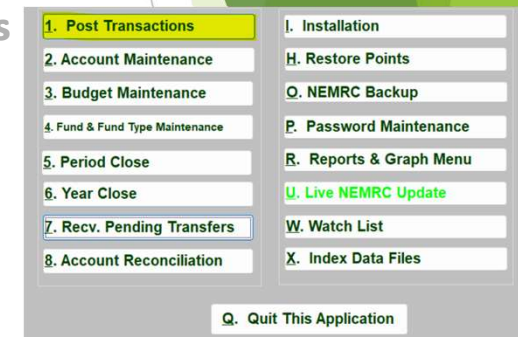 s
1. Post Transactions
2. Account Maintenance
3. Budget Maintenance
4. Fund & Fund Type Maintenance
5. Period Close
6. Year Close
7. Recv. Pending Transfers
8. Account Reconciliation
I. Installation
H. Restore Points
O. NEMRC Backup
P. Password Maintenance
R. Reports & Graph Menu
U. Live NEMRC Update
W. Watch List
X. Index Data Files
Q. Quit This Application